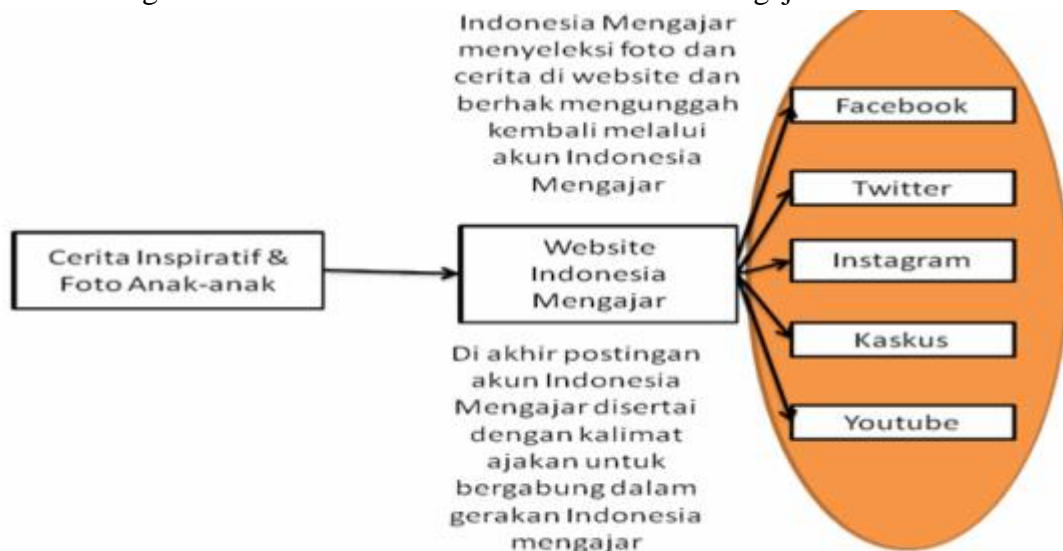 Indonesia Mengajar
menyeleksi foto dan
cerita di website dan
berhak mengunggah
kembali melalui
akun Indonesia
Mengajar
Cerita Inspiratif &
Foto Anak-anak
Website
Indonesia
Mengajar
Di akhir postingan
akun Indonesia
Mengajar disertai
dengan kalimat
ajakan untuk
bergabung dalam
gerakan Indonesia
mengajar
Facebook
Twitter
Instagram
Kaskus
Youtube